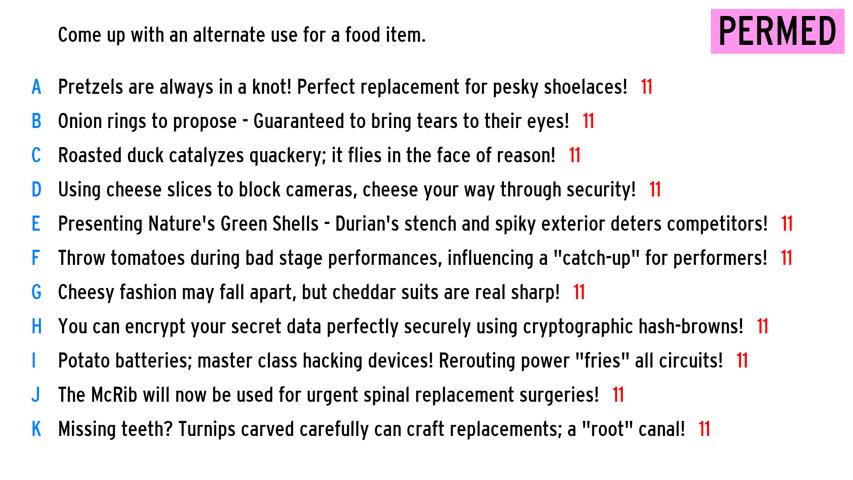 Come up with an alternate use for a food item.
PERMED
A Pretzels are always in a knot! Perfect replacement for pesky shoelaces! 11
B Onion rings to propose - Guaranteed to bring tears to their eyes! 11
C Roasted duck catalyzes quackery; it flies in the face of reason! 11
D Using cheese slices to block cameras, cheese your way through security! 11
E Presenting Nature's Green Shells - Durian's stench and spiky exterior deters competitors! 11
F Throw tomatoes during bad stage performances, influencing a "catch-up" for performers! 11
G Cheesy fashion may fall apart, but cheddar suits are real sharp! 11
H You can encrypt your secret data perfectly securely using cryptographic hash-browns! 11
I Potato batteries; master class hacking devices! Rerouting power "fries" all circuits! 11
J The McRib will now be used for urgent spinal replacement surgeries! 11
K Missing teeth? Turnips carved carefully can craft replacements; a "root" canal! 11